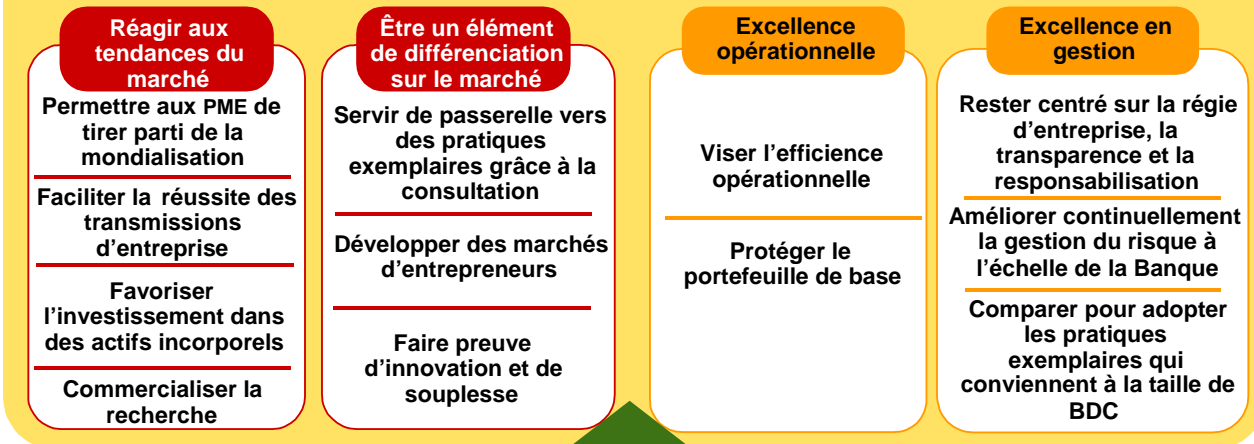 Réagir aux
tendances du
marché
Permettre aux PME de
tirer parti de la
mondialisation
Faciliter la réussite des
transmissions
d’entreprise
Favoriser
l’investissement dans
des actifs incorporels
Commercialiser la
recherche
Être un élément
de différenciation
sur le marché
Servir de passerelle vers
des pratiques
exemplaires grâce à la
consultation
Développer des marchés
d’entrepreneurs
Faire preuve
d’innovation et de
souplesse
Excellence
opérationnelle
Viser l’efficience
opérationnelle
Protéger le
portefeuille de base
Excellence en
gestion
Rester centré sur la régie
d’entreprise, la
transparence et la
responsabilisation
Améliorer continuellement
la gestion du risque à
l’échelle de la Banque
Comparer pour adopter
les pratiques
exemplaires qui
conviennent à la taille de
BDC